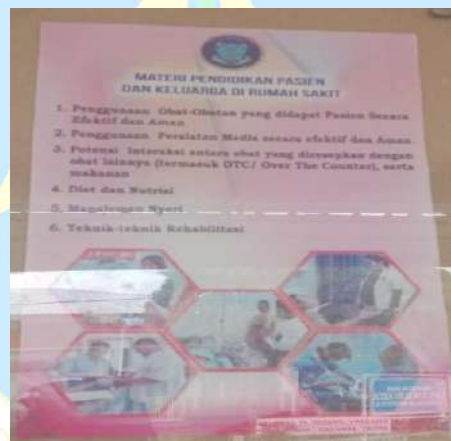 MATERI PENDIDIKAN PASIEN
DAN KELUARGA DI RUMAH SAKIT
1. Penggunaan Obat-Obatan yang didapat Pasien Secara
Efektif dan Aman
2. Penggunaan Peralatan Medis secara efektif dan Aman
3. Potensi Interaksi antara obat yang diresepkan dengan
obat lainnya (termasuk OTC/ Over The Counter), serta
makanan
4. Diet dan Nutrisi
5. Manajemen Nyeri
6. Teknik-teknik Rehabilitasi